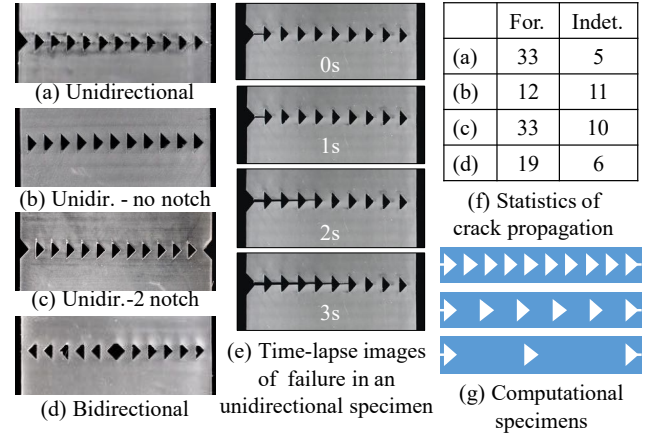 (a) Unidirectional
(b) Unidir. - no notch
(c) Unidir.-2 notch
(d) Bidirectional
0s
1s
2s
3s
(e) Time-lapse images
of failure in an
unidirectional specimen
For. Indet.
(a) 33 5
(b) 12 11
(c) 33 10
(d) 19 6
(f) Statistics of
crack propagation
(g) Computational
specimens